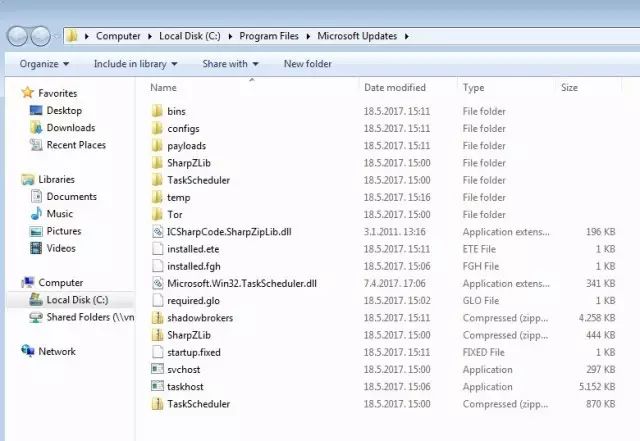 Computer Local Disk (C:) Program Files Microsoft Updates
Organize Include in library Share with New folder
Name Date modified Type Size
Favorites
Desktop
Downloads
Recent Places
Libraries
Documents
Music
Pictures
Videos
Computer
Local Disk (C:)
Shared Folders (\\vn
Network
bins 18.5.2017. 15:11 File folder
configs 18.5.2017. 15:11 File folder
payloads 18.5.2017. 15:11 File folder
SharpZLib 18.5.2017. 15:00 File folder
TaskScheduler 18.5.2017. 15:00 File folder
temp 18.5.2017. 15:16 File folder
Tor 18.5.2017. 15:00 File folder
ICSharpCode.SharpZipLib.dll 3.1.2011. 13:16 Application extens... 196 KB
installed.ete 18.5.2017. 15:11 ETE File 1 KB
installed.fgh 18.5.2017. 15:06 FGH File 1 KB
Microsoft.Win32.TaskScheduler.dll 7.4.2017. 17:06 Application extens... 341 KB
required.glo 18.5.2017. 15:02 GLO File 1 KB
shadowbrokers 18.5.2017. 15:11 Compressed (zipp... 4.258 KB
SharpZLib 18.5.2017. 15:00 Compressed (zipp... 444 KB
startup.fixed 18.5.2017. 15:11 FIXED File 1 KB
svchost 18.5.2017. 15:00 Application 297 KB
taskhost 18.5.2017. 15:06 Application 5.152 KB
TaskScheduler 18.5.2017. 15:00 Compressed (zipp... 870 KB